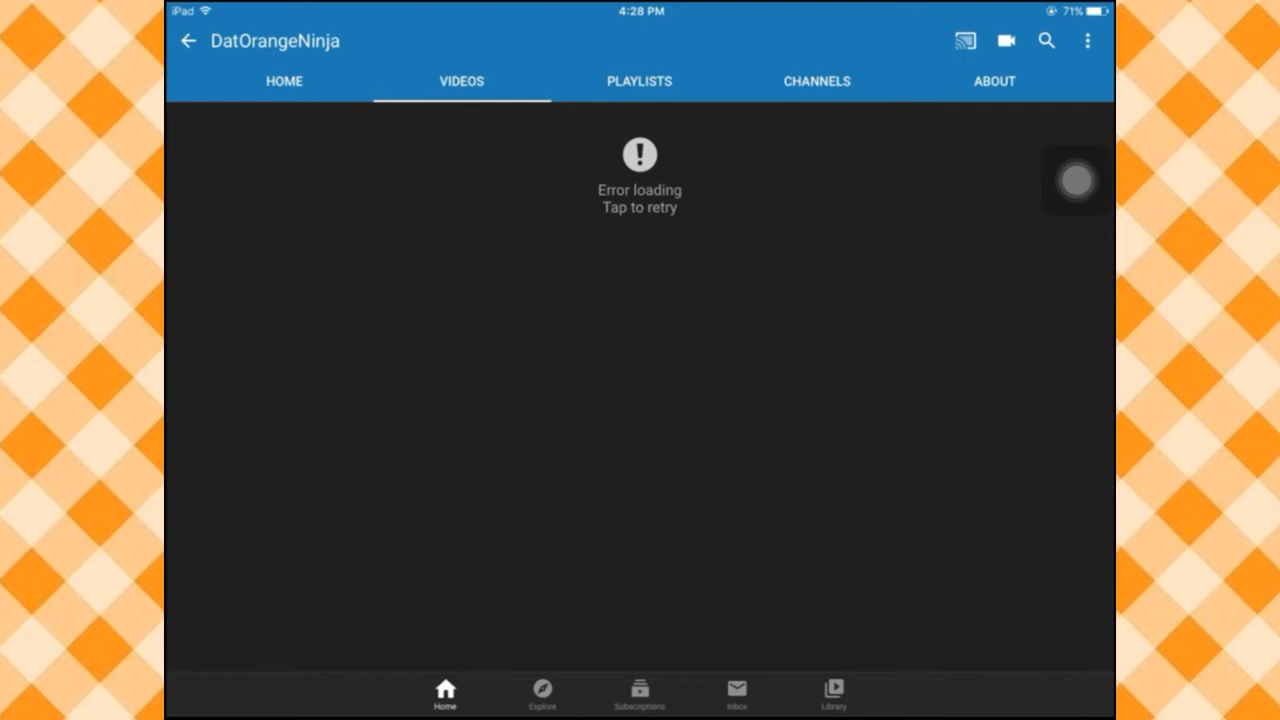 iPad 4:28 PM 71%
DatOrangeNinja
HOME VIDEOS PLAYLISTS CHANNELS ABOUT
Error loading
Tap to retry
Home Explore Subscriptions Inbox Library